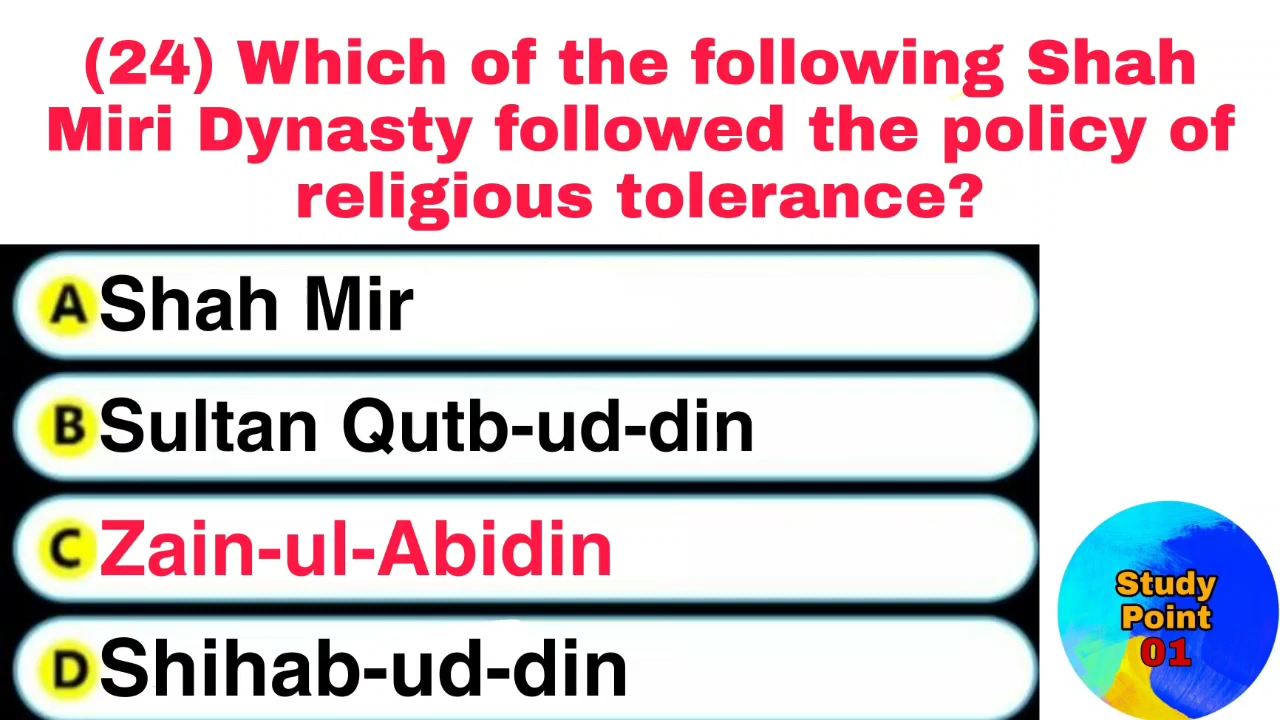 (24) Which of the following Shah
Miri Dynasty followed the policy of
religious tolerance?
A Shah Mir
B Sultan Qutb-ud-din
C Zain-ul-Abidin
D Shihab-ud-din
Study
Point
01